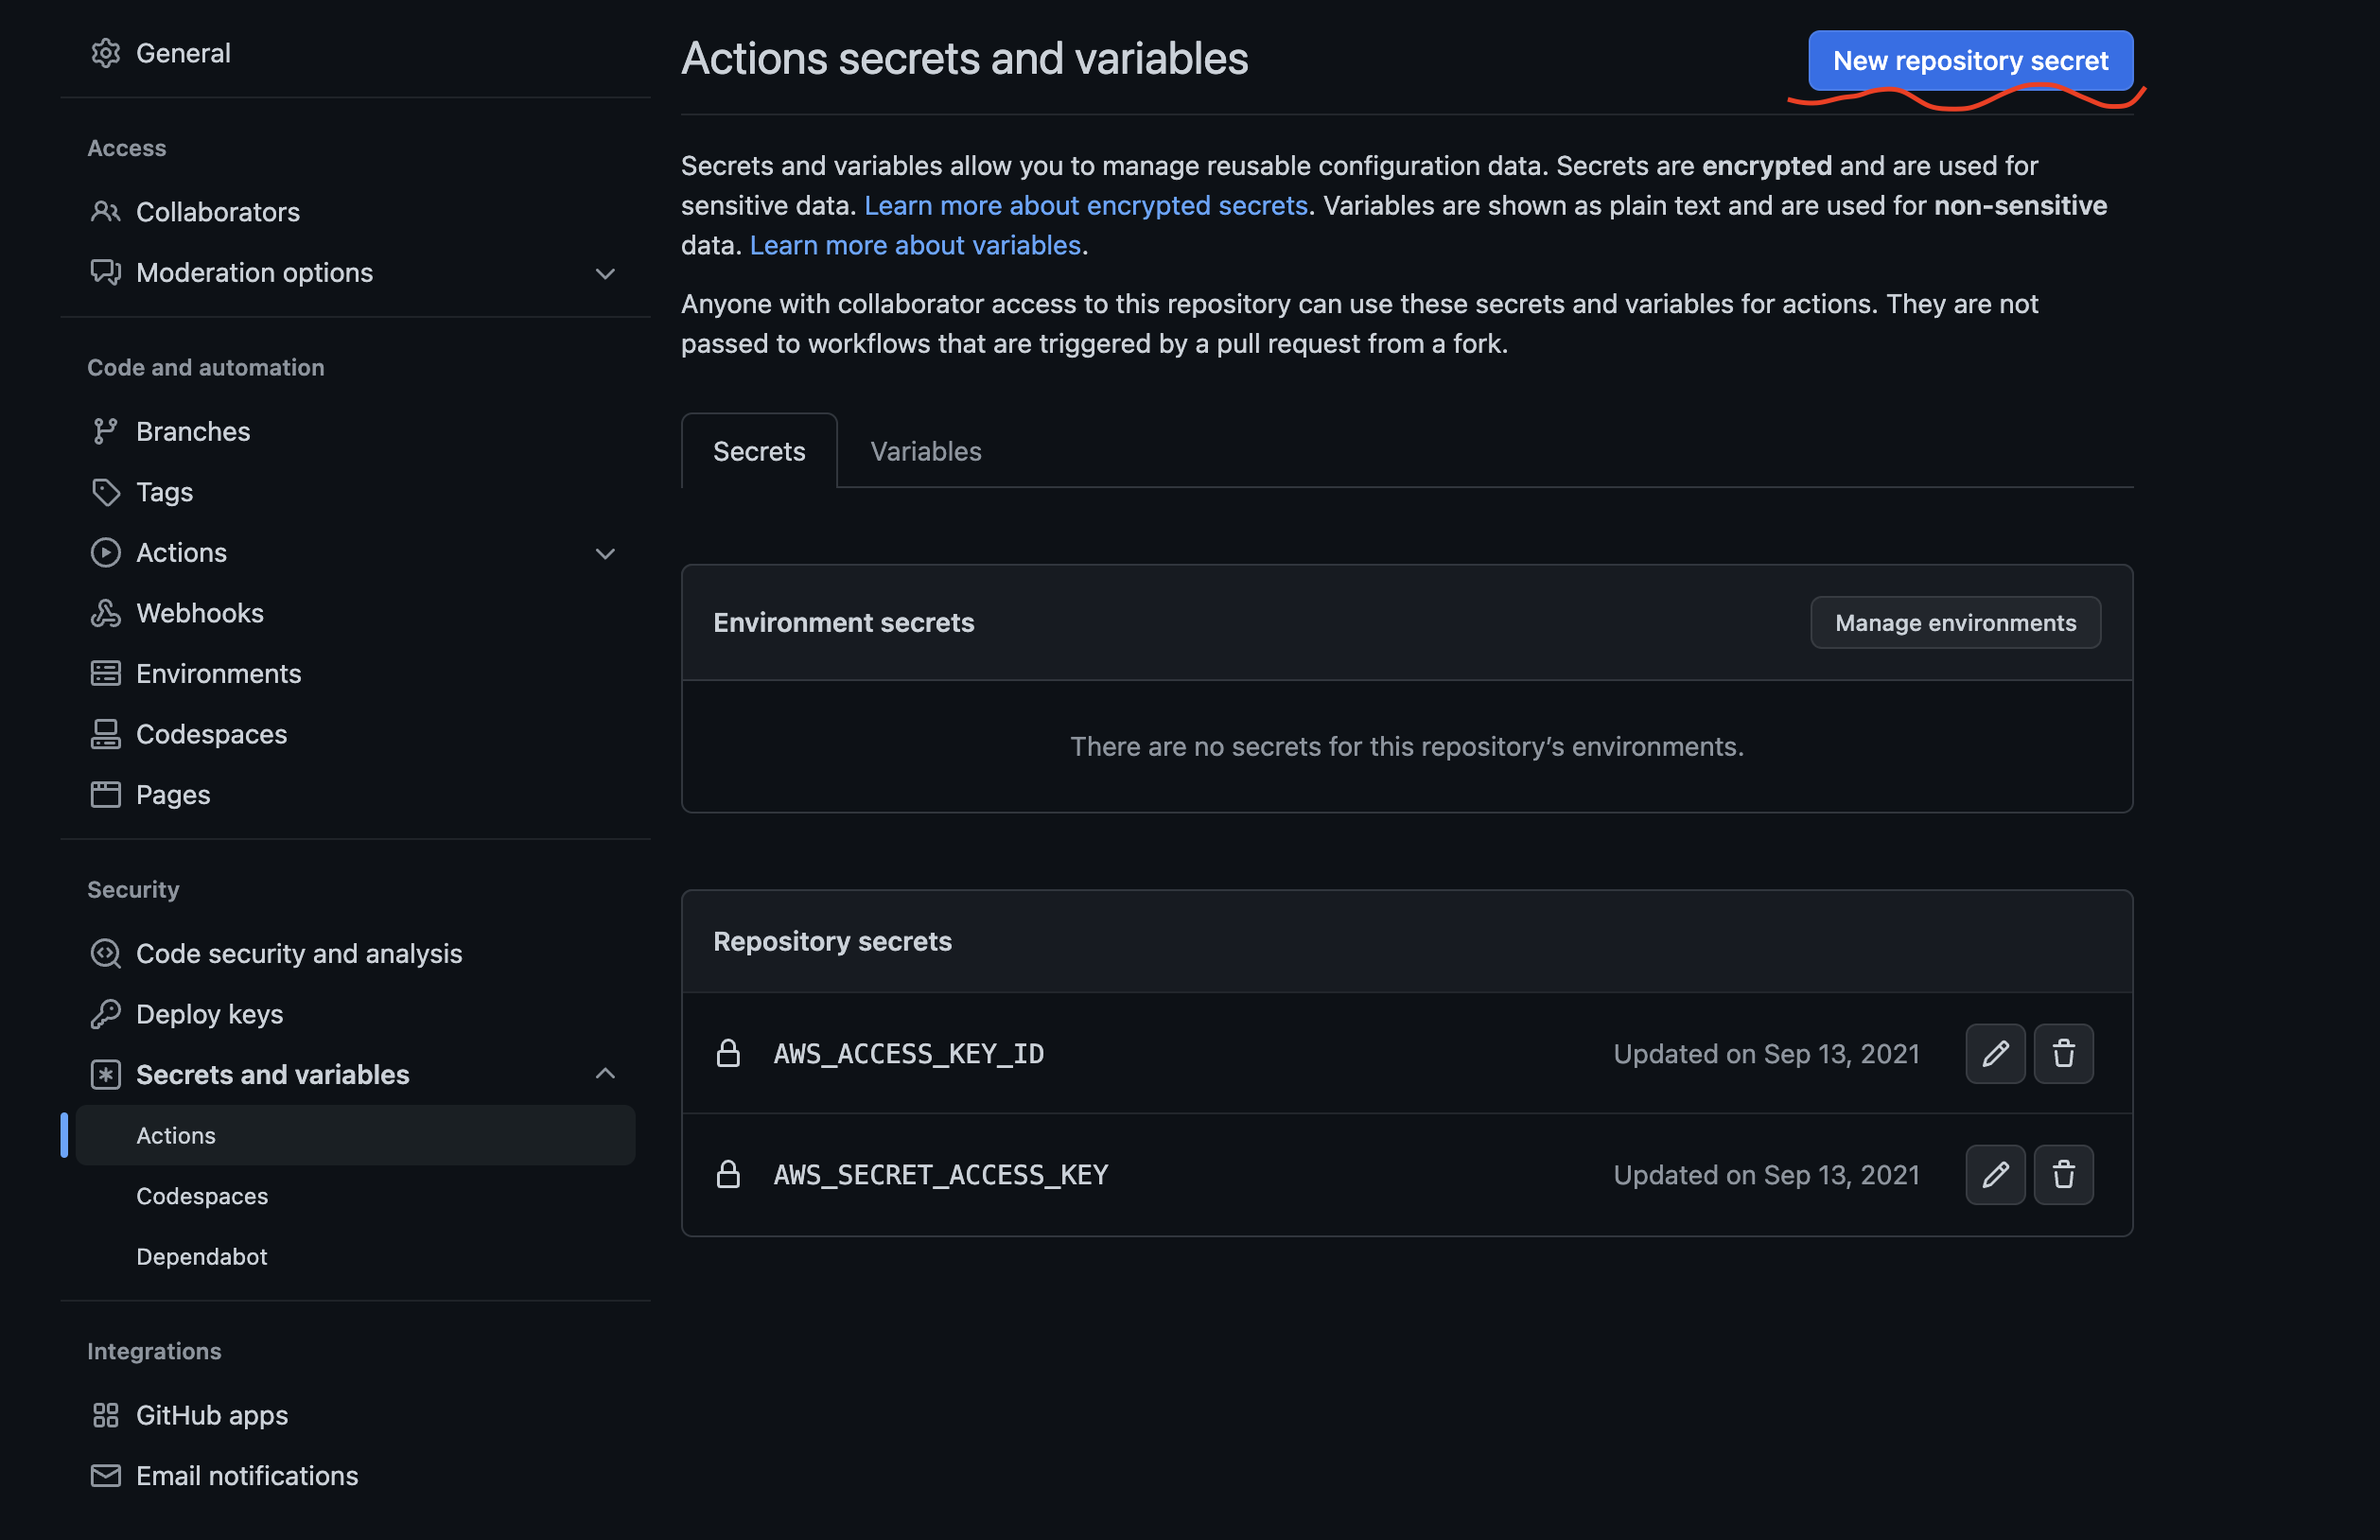 General
Access
Collaborators
Moderation options
Code and automation
Branches
Tags
Actions
Webhooks
Environments
Codespaces
Pages
Security
Code security and analysis
Deploy keys
Secrets and variables
Actions
Codespaces
Dependabot
Integrations
GitHub apps
Email notifications
Actions secrets and variables
New repository secret
Secrets and variables allow you to manage reusable configuration data. Secrets are encrypted and are used for
sensitive data. Learn more about encrypted secrets. Variables are shown as plain text and are used for non-sensitive
data. Learn more about variables.
Anyone with collaborator access to this repository can use these secrets and variables for actions. They are not
passed to workflows that are triggered by a pull request from a fork.
Secrets Variables
Environment secrets Manage environments
There are no secrets for this repository’s environments.
Repository secrets
AWS_ACCESS_KEY_ID Updated on Sep 13, 2021
AWS_SECRET_ACCESS_KEY Updated on Sep 13, 2021